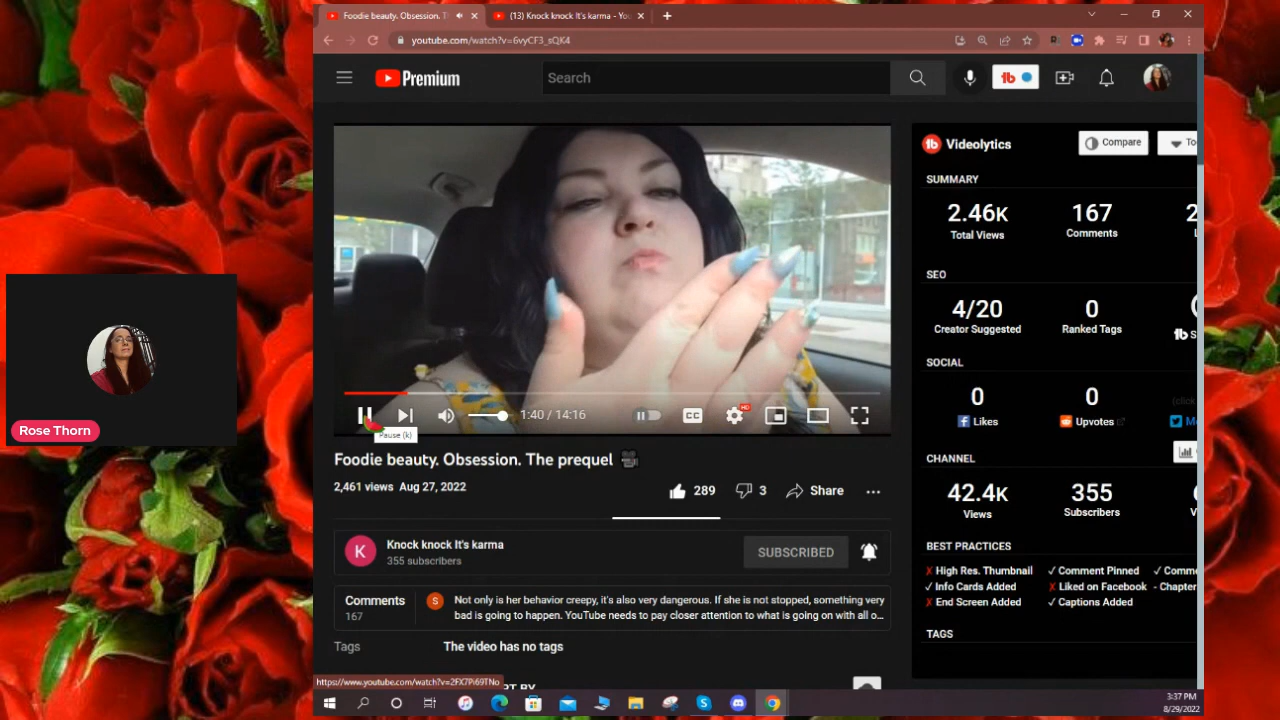 Foodie beauty. Obsession. T
(13) Knock knock It's karma - You
youtube.com/watch?v=6vyCF3_sQK4
Premium
Search
Videolytics
Compare
To
SUMMARY
2.46K
167
2
Total Views
Comments
SEO
4/20
0
Creator Suggested
Ranked Tags
SOCIAL
0
0
(click
Likes
Upvotes
CHANNEL
42.4K
355
Views
Subscribers
BEST PRACTICES
High Res. Thumbnail
Comment Pinned
Info Cards Added
Liked on Facebook
- Chapter
End Screen Added
Captions Added
TAGS
1:40 / 14:16
CC
HD
Pause (k)
Foodie beauty. Obsession. The prequel
2,461 views Aug 27, 2022
289
3
Share
K
Knock knock It's karma
355 subscribers
SUBSCRIBED
Comments
167
S
Not only is her behavior creepy, it's also very dangerous. If she is not stopped, something very
bad is going to happen. YouTube needs to pay closer attention to what is going on with all o...
Tags
The video has no tags
https://www.youtube.com/watch?v=2FX7Pi69TNo
3:37 PM
8/29/2022
Rose Thorn